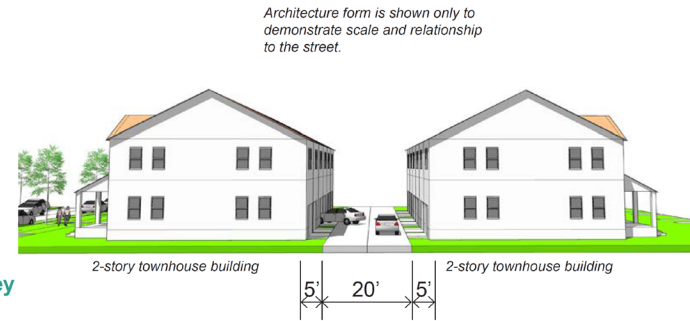 Architecture form is shown only to
demonstrate scale and relationship
to the street.
2-story townhouse building
2-story townhouse building
ey
5'
20'
5'